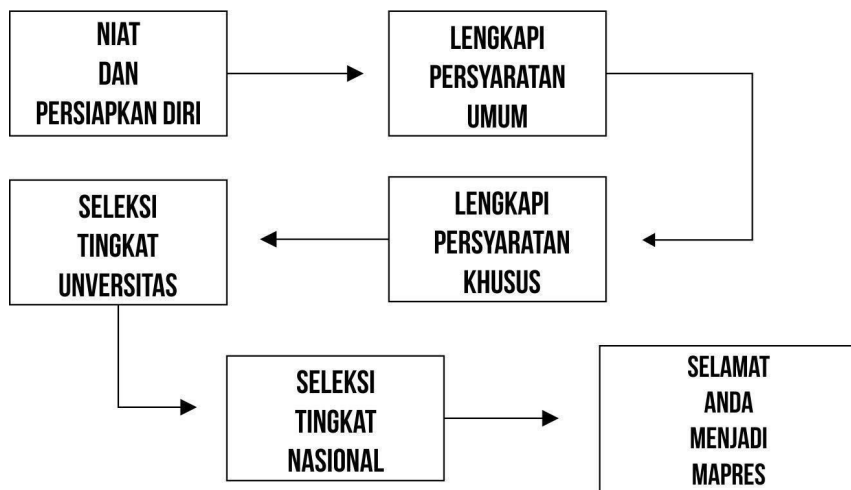 NIAT
DAN
PERSIAPKAN DIRI
LENGKAPI
PERSYARATAN
UMUM
LENGKAPI
PERSYARATAN
KHUSUS
SELEKSI
TINGKAT
UNVERSITAS
SELEKSI
TINGKAT
NASIONAL
SELAMAT
ANDA
MENJADI
MAPRES